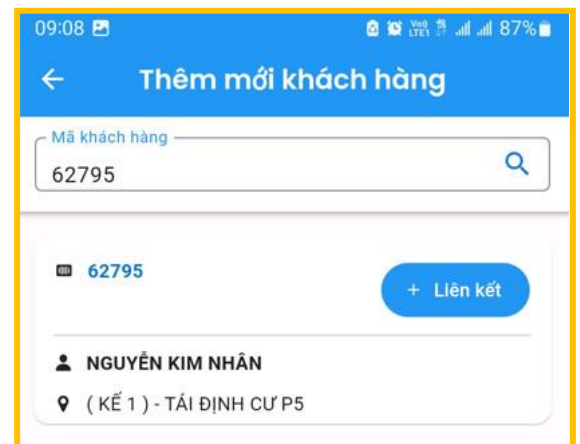 09:08 87%
Thêm mới khách hàng
Mã khách hàng
62795
62795
+ Liên kết
NGUYỄN KIM NHÂN
( KẾ 1 ) - TÁI ĐỊNH CƯ P5